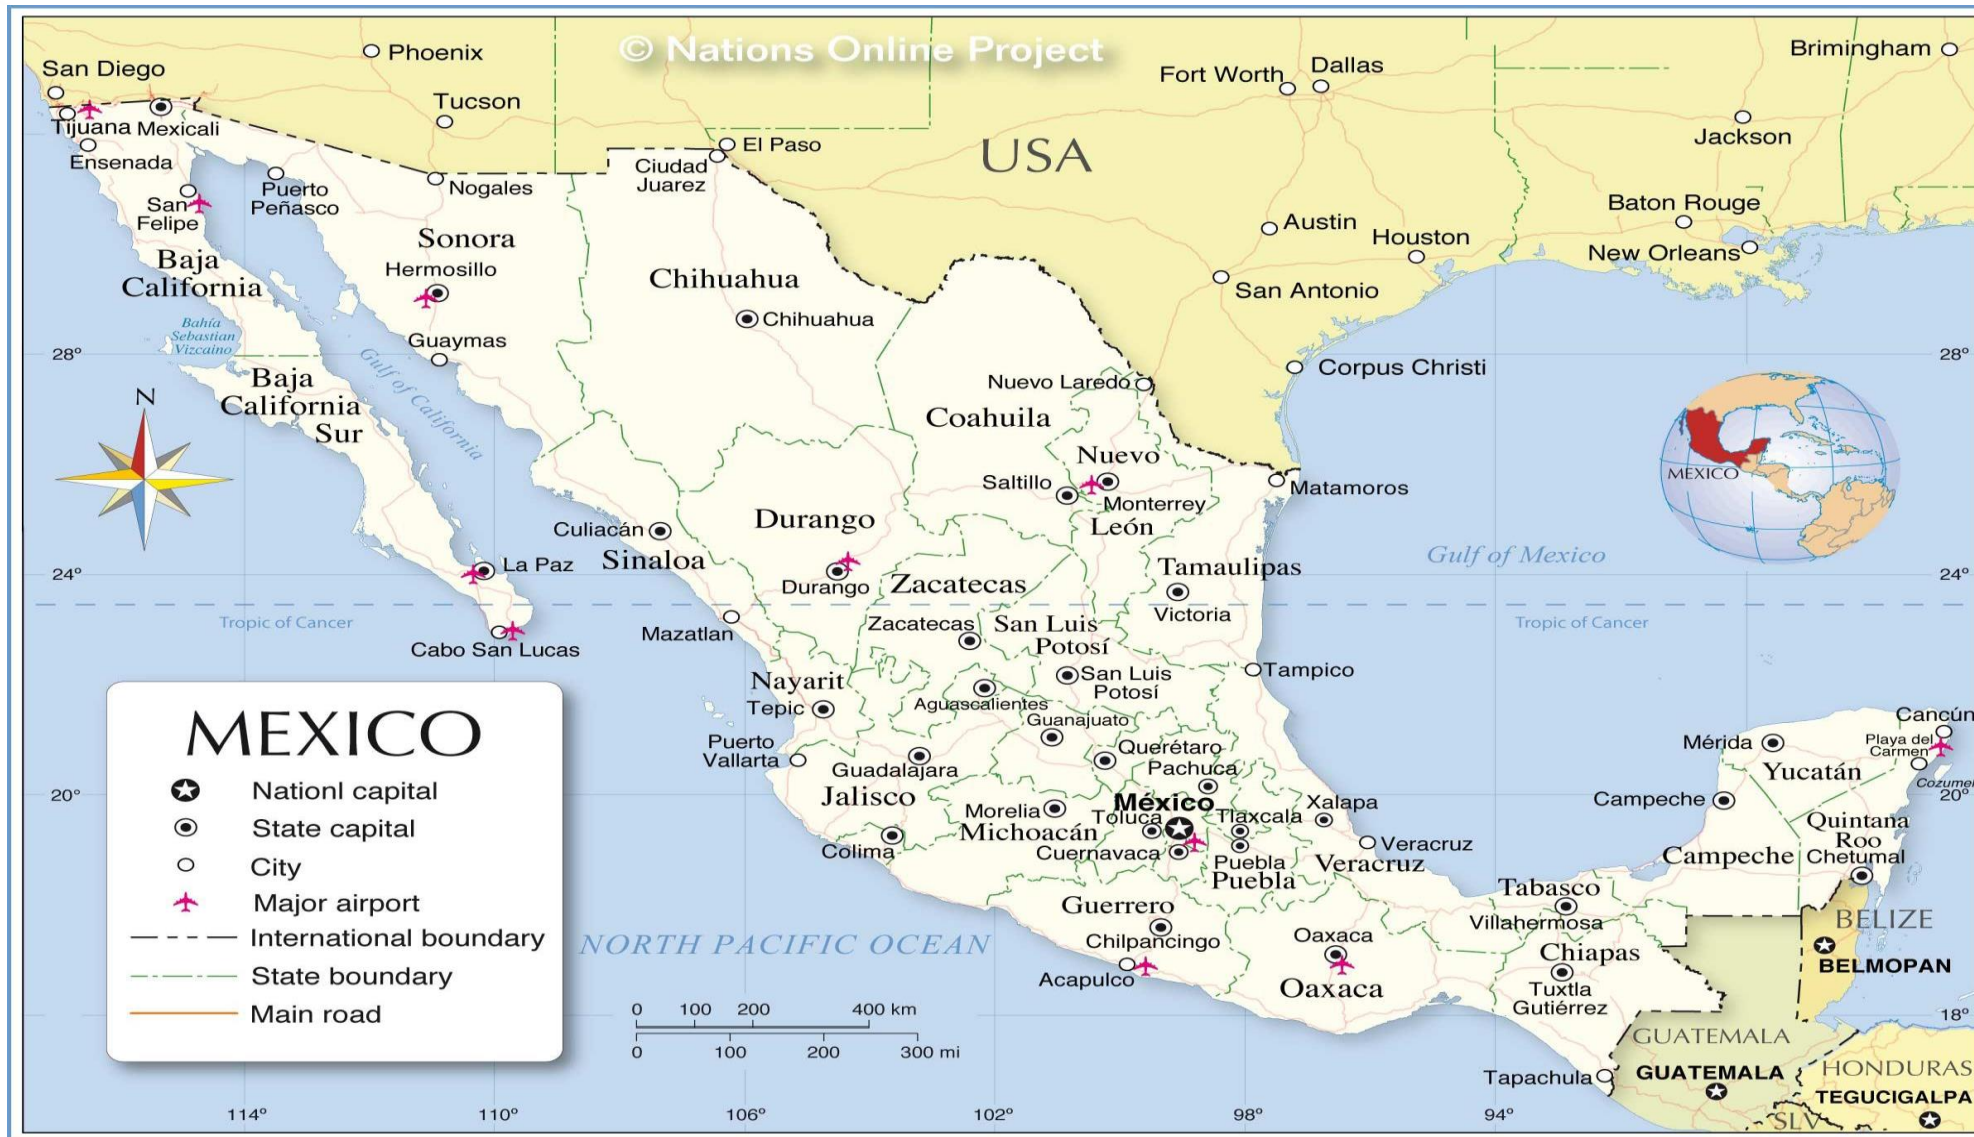 © Nations Online Project
San Diego
Phoenix
Tucson
Fort Worth
Dallas
Brimingham
Jackson
Tijuana
Mexicali
Ensenada
El Paso
Ciudad
Juarez
USA
Puerto
Peñasco
Nogales
San
Felipe
Baton Rouge
New Orleans
Austin
Houston
San Antonio
Sonora
Hermosillo
Baja
California
Chihuahua
Chihuahua
Bahía
Sebastian
Vizcaino
Guaymas
28°
28°
Gulf of California
Corpus Christi
Nuevo Laredo
Baja
California
Sur
N
Coahuila
Nuevo
León
Saltillo
Monterrey
Matamoros
MEXICO
Culiacán
Sinaloa
Durango
Durango
La Paz
24°
24°
Zacatecas
Zacatecas
Tamaulipas
Victoria
Gulf of Mexico
Tropic of Cancer
Tropic of Cancer
Cabo San Lucas
Mazatlan
San Luis
Potosí
San Luis
Potosí
Tampico
Nayarit
Tepic
Aguascalientes
Guanajuato
Puerto
Vallarta
Guadalajara
Jalisco
Querétaro
Pachuca
Mérida
Cancún
Playa del
Carmen
Yucatán
Cozumel
20°
20°
Campeche
Morelia
Michoacán
México
Toluca
Tlaxcala
Xalapa
Colima
Cuernavaca
Puebla
Puebla
Veracruz
Veracruz
Quintana
Roo
Chetumal
Campeche
Tabasco
Villahermosa
Guerrero
Chilpancingo
Acapulco
Oaxaca
Oaxaca
Chiapas
Tuxtla
Gutiérrez
BELIZE
BELMOPAN
NORTH PACIFIC OCEAN
0 100 200 400 km
0 100 200 300 mi
18°
GUATEMALA
GUATEMALA
HONDURAS
TEGUCIGALPA
SLV
Tapachula
MEXICO
Nationl capital
State capital
City
Major airport
International boundary
State boundary
Main road
114°
110°
106°
102°
98°
94°